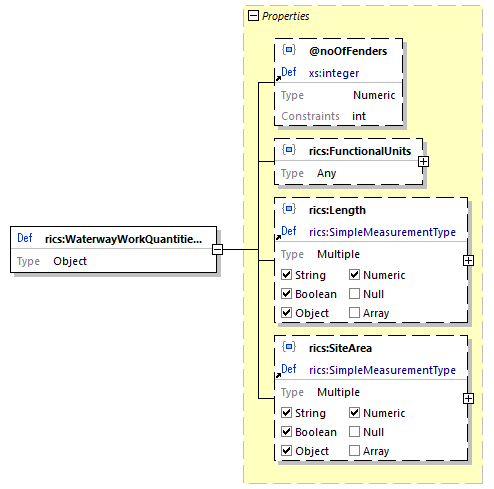 Properties
@noOfFenders
Def xs:integer
Type Numeric
Constraints int
rics:FunctionalUnits
Type Any
rics:Length
Def rics:SimpleMeasurementType
Type Multiple
String Numeric
Boolean Null
Object Array
Def rics:WaterwayWorkQuantitie...
Type Object
rics:SiteArea
Def rics:SimpleMeasurementType
Type Multiple
String Numeric
Boolean Null
Object Array